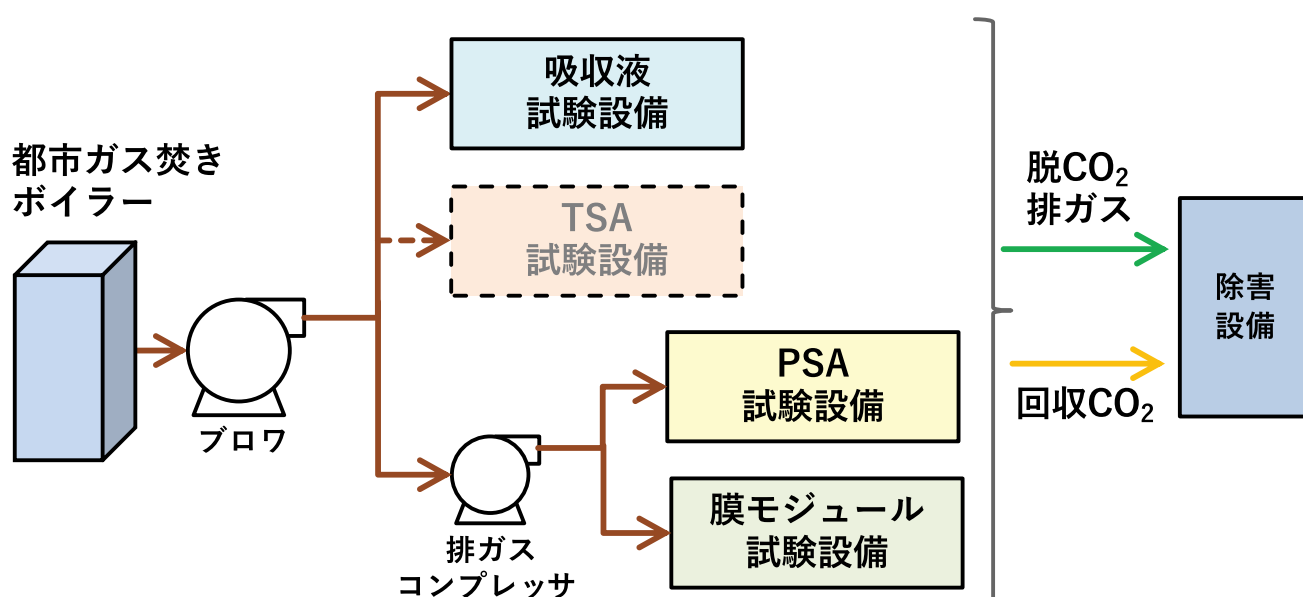 吸収液
試験設備
都市ガス焚き
ボイラー
TSA
試験設備
脱CO₂
排ガス
除害
設備
PSA
試験設備
回収CO₂
ブロワ
膜モジュール
試験設備
排ガス
コンプレッサ